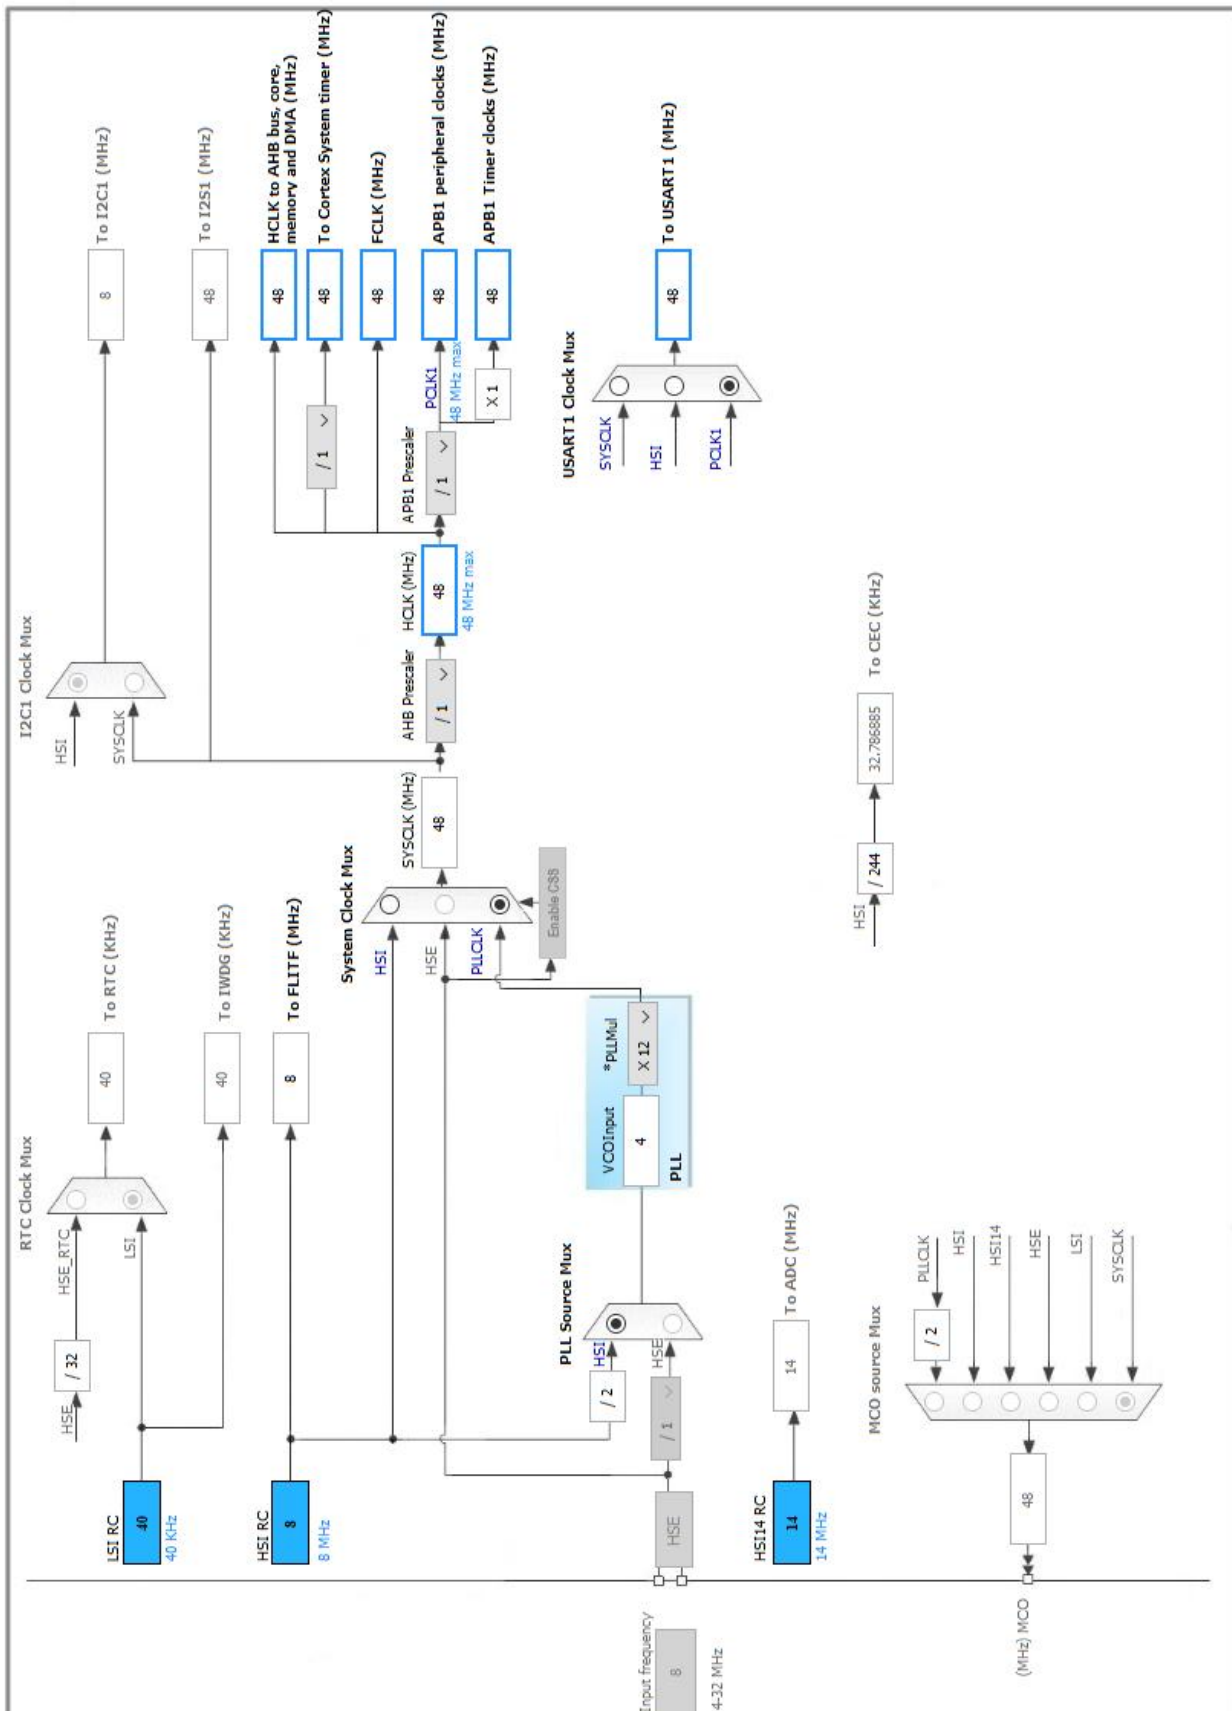 RTC Clock Mux
HSE
/ 32
HSE_RTC
LSI
40
To RTC (KHz)
LSI RC
40
40 KHz
40
To IWDG (KHz)
HSI RC
8
8 MHz
8
To FLITF (MHz)
I2C1 Clock Mux
HSI
SYSCLK
8
To I2C1 (MHz)
48
To I2S1 (MHz)
System Clock Mux
HSI
HSE
PLLCLK
Enable CSS
SYSCLK (MHz)
48
AHB Prescaler
/ 1
HCLK (MHz)
48
48 MHz max
APB1 Prescaler
/ 1
PCLK1
48 MHz max
X 1
/ 1
48
HCLK to AHB bus, core,
memory and DMA (MHz)
48
To Cortex System timer (MHz)
48
FCLK (MHz)
48
APB1 peripheral clocks (MHz)
48
APB1 Timer clocks (MHz)
PLL Source Mux
/ 2
HSI
HSE
/ 1
VCOInput
4
*PLLMul
X 12
PLL
Input frequency
8
4-32 MHz
HSE
USART1 Clock Mux
SYSCLK
HSI
PCLK1
48
To USART1 (MHz)
HSI14 RC
14
14 MHz
14
To ADC (MHz)
HSI
/ 244
32.786885
To CEC (KHz)
MCO source Mux
/ 2
PLLCLK
HSI
HSI14
HSE
LSI
SYSCLK
48
(MHz) MCO